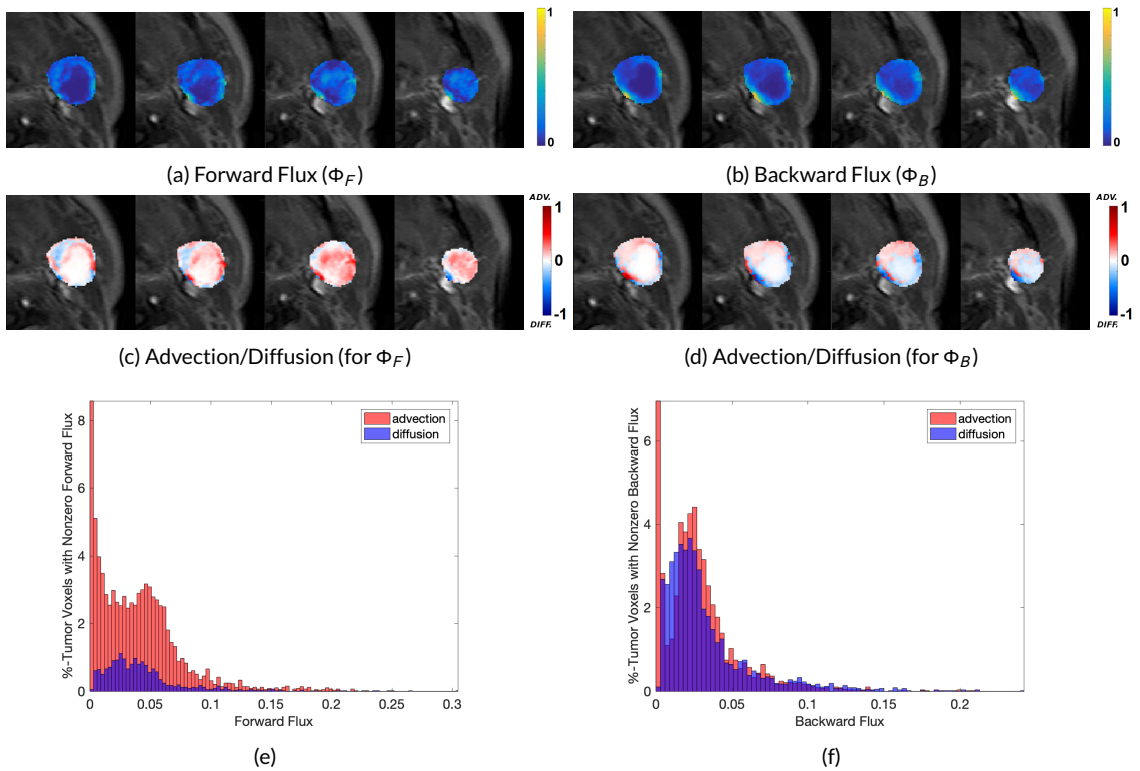 1
0
1
0
(a) Forward Flux (Φ_F)
(b) Backward Flux (Φ_B)
ADV.
1
0
-1
DIFF.
ADV.
1
0
-1
DIFF.
(c) Advection/Diffusion (for Φ_F)
(d) Advection/Diffusion (for Φ_B)
%-Tumor Voxels with Nonzero Forward Flux
8
6
4
2
0
advection
diffusion
0 0.05 0.1 0.15 0.2 0.25 0.3
Forward Flux
(e)
%-Tumor Voxels with Nonzero Backward Flux
6
4
2
0
advection
diffusion
0 0.05 0.1 0.15 0.2
Backward Flux
(f)